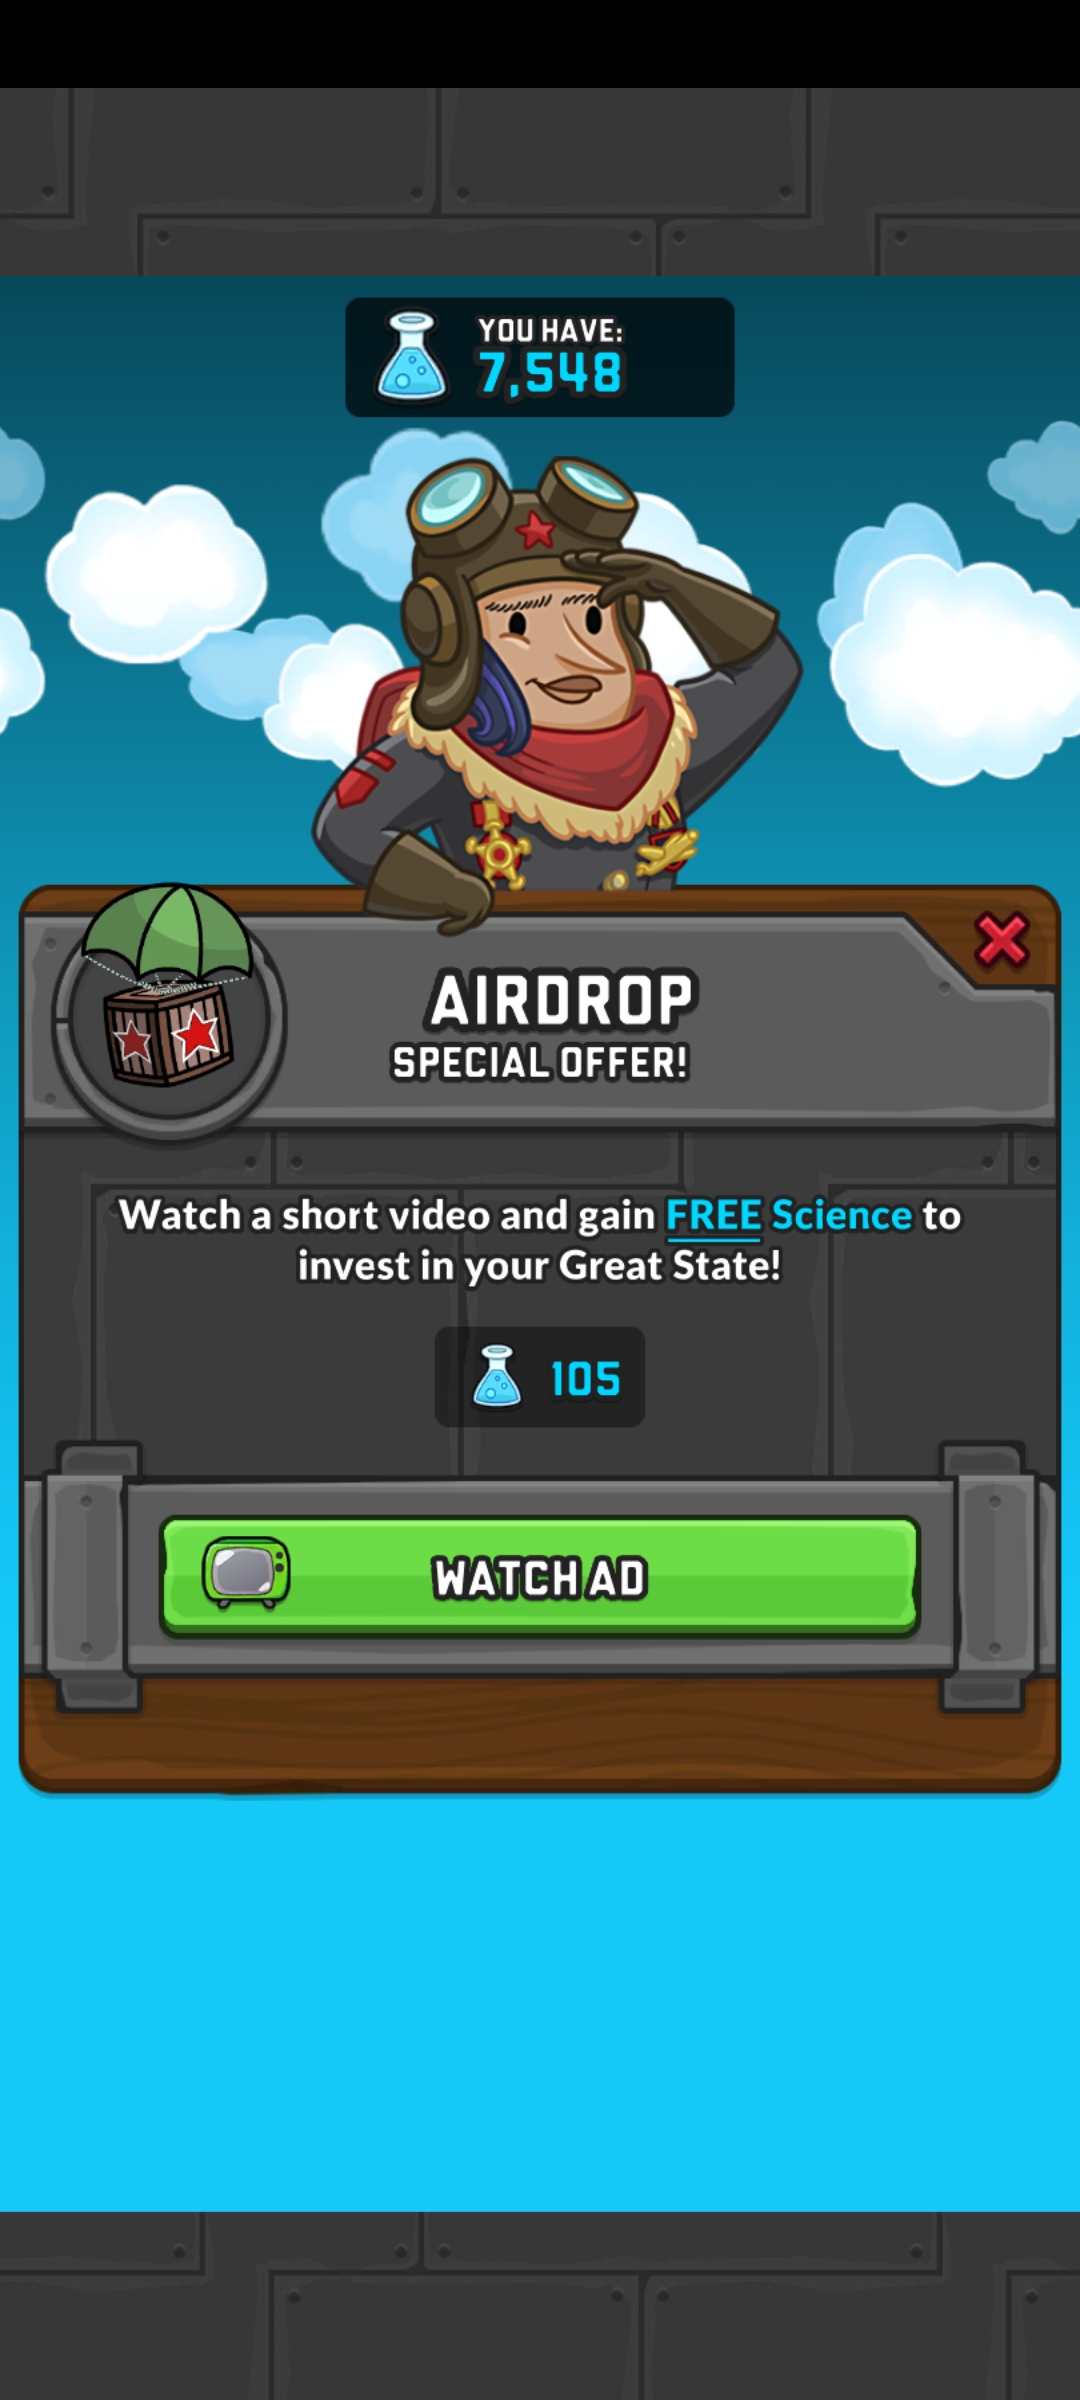 YOU HAVE:
7,548
AIRDROP
SPECIAL OFFER!
Watch a short video and gain FREE Science to
invest in your Great State!
105
WATCH AD